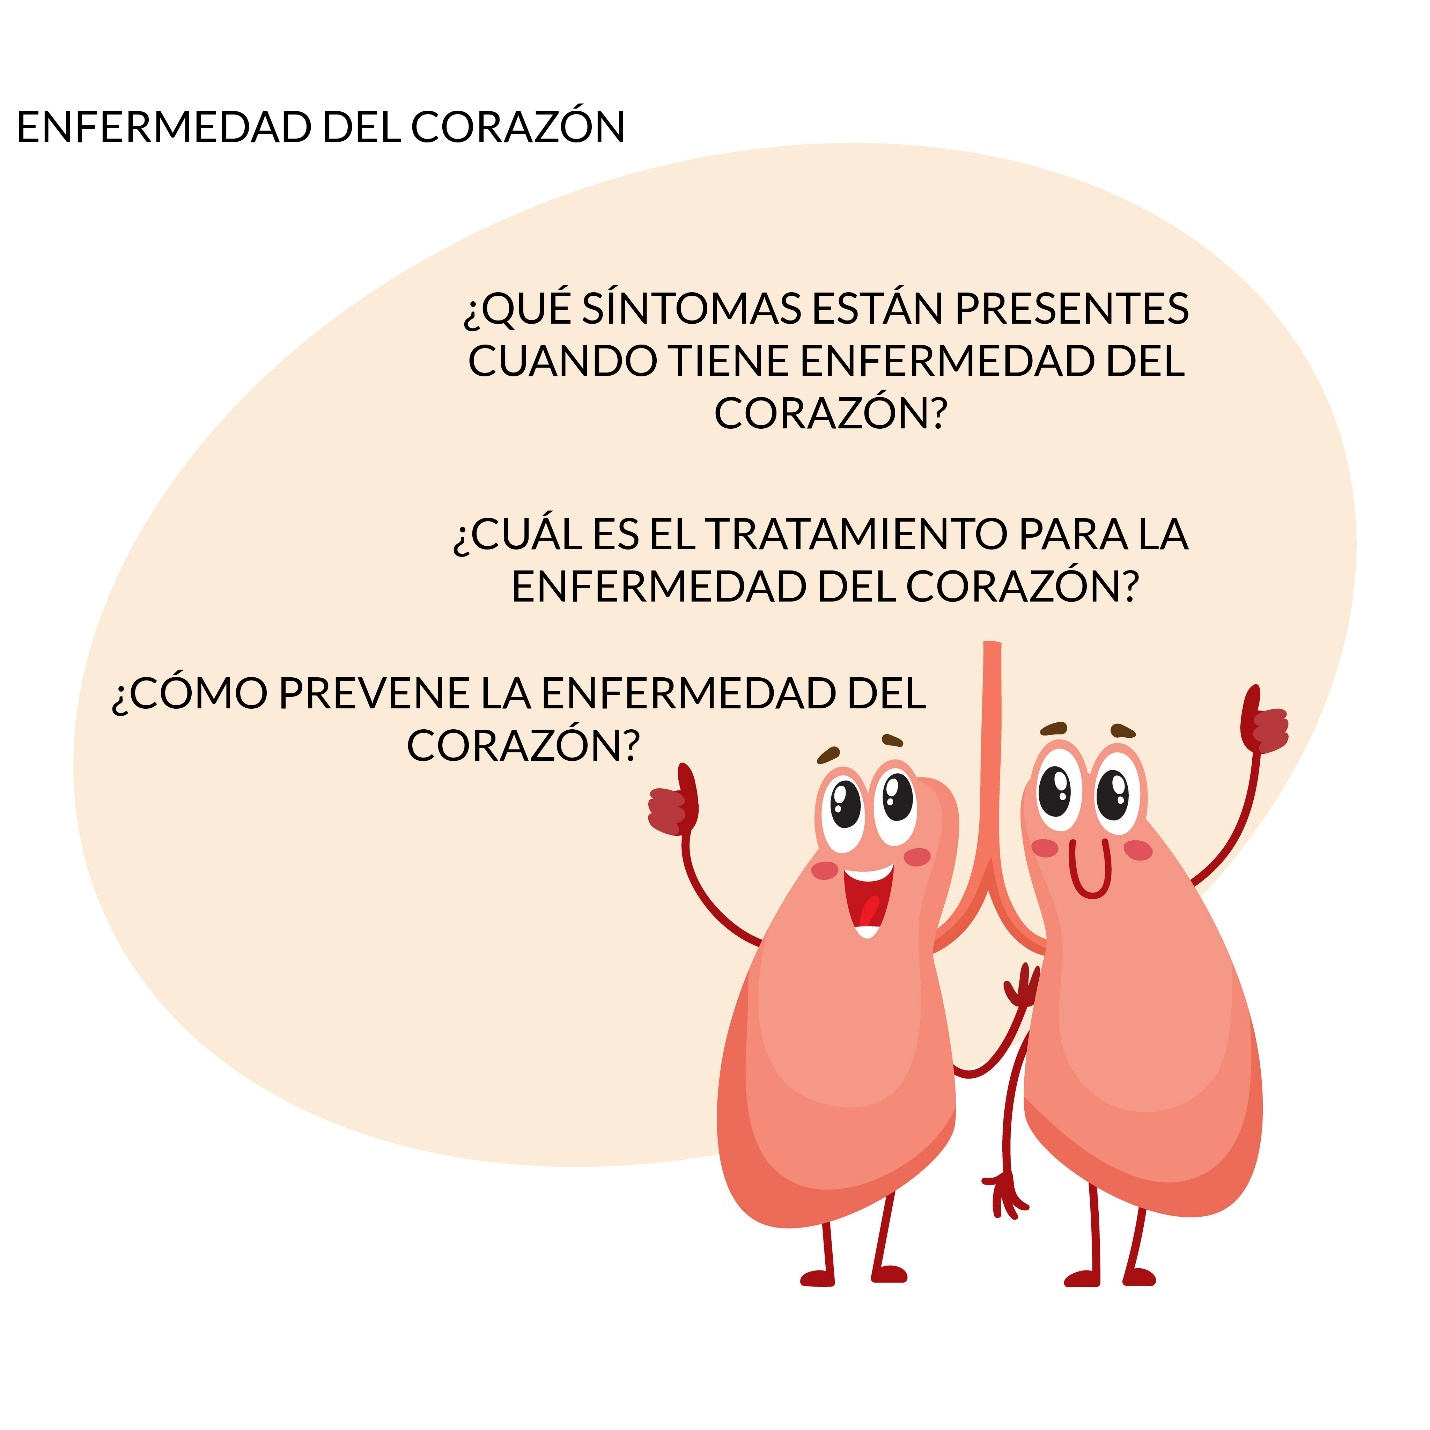 ENFERMEDAD DEL CORAZÓN
¿QUÉ SÍNTOMAS ESTÁN PRESENTES
CUANDO TIENE ENFERMEDAD DEL
CORAZÓN?
¿CUÁL ES EL TRATAMIENTO PARA LA
ENFERMEDAD DEL CORAZÓN?
¿CÓMO PREVENE LA ENFERMEDAD DEL
CORAZÓN?